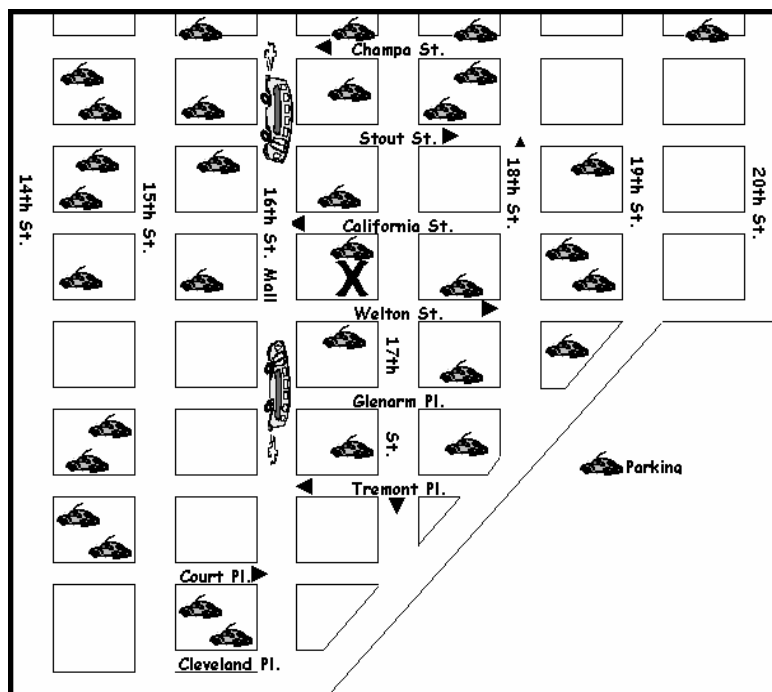 Champa St.
Stout St.
14th St.
15th St.
16th St. Mall
18th St.
19th St.
20th St.
California St.
X
Welton St.
17th
St.
Glenarm Pl.
Parking
Tremont Pl.
Court Pl.
Cleveland Pl.